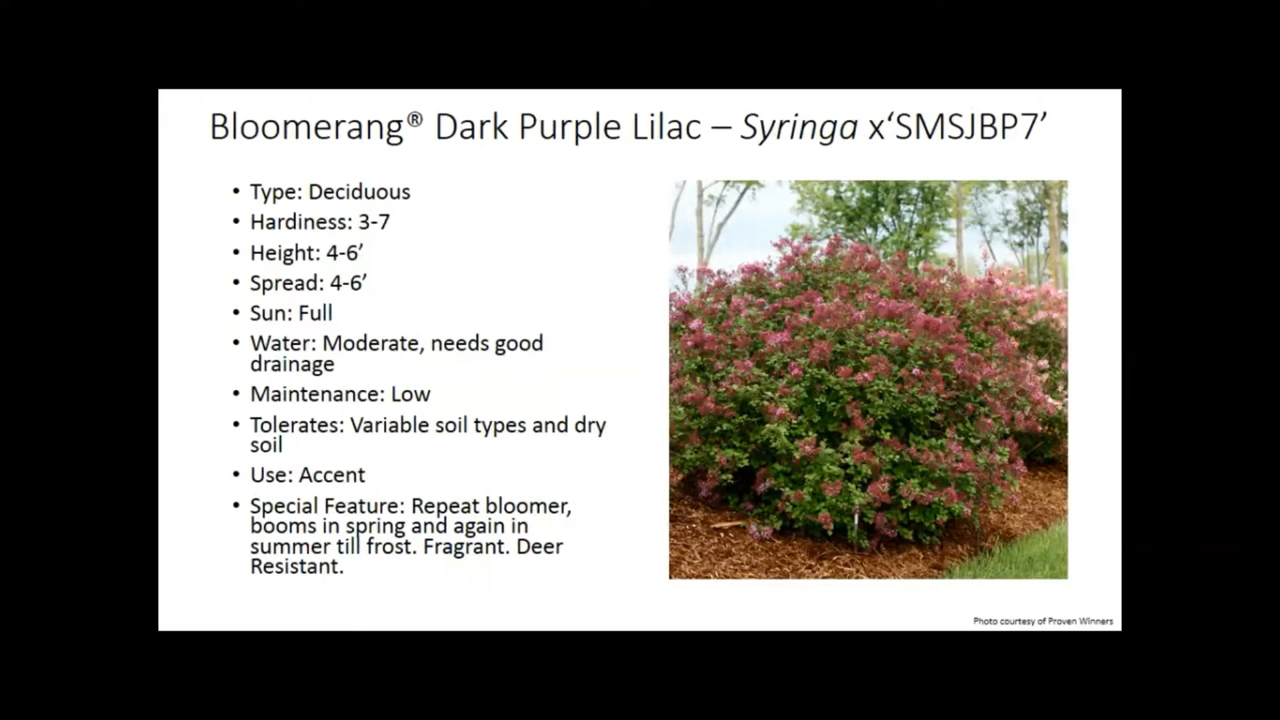 Bloomerang® Dark Purple Lilac – Syringa x‘SMSJBP7’
• Type: Deciduous
• Hardiness: 3-7
• Height: 4-6’
• Spread: 4-6’
• Sun: Full
• Water: Moderate, needs good
drainage
• Maintenance: Low
• Tolerates: Variable soil types and dry
soil
• Use: Accent
• Special Feature: Repeat bloomer,
booms in spring and again in
summer till frost. Fragrant. Deer
Resistant.
Photo courtesy of Proven Winners